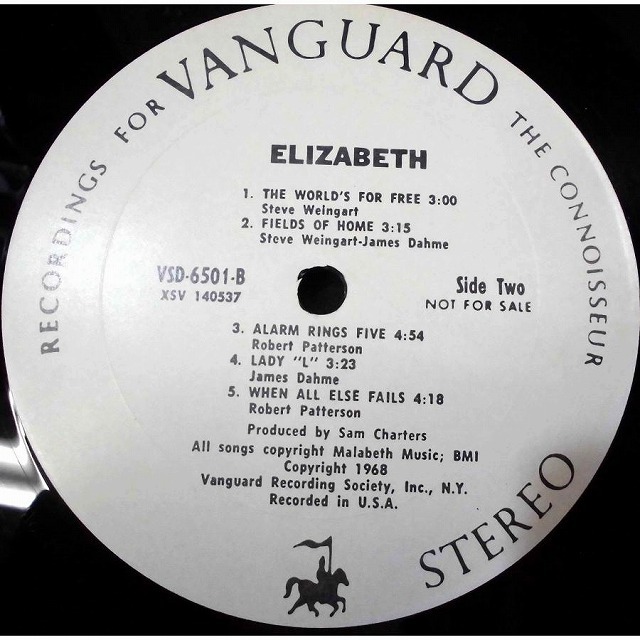 RECORDINGS FOR VANGUARD THE CONNOISSEUR
ELIZABETH
1. THE WORLD'S FOR FREE 3:00
Steve Weingart
2. FIELDS OF HOME 3:15
Steve Weingart-James Dahme
VSD-6501-B
XSV 140537
Side Two
NOT FOR SALE
3. ALARM RINGS FIVE 4:54
Robert Patterson
4. LADY "L" 3:23
James Dahme
5. WHEN ALL ELSE FAILS 4:18
Robert Patterson
Produced by Sam Charters
All songs copyright Malabeth Music; BMI
Copyright 1968
Vanguard Recording Society, Inc., N.Y.
Recorded in U.S.A.
STEREO